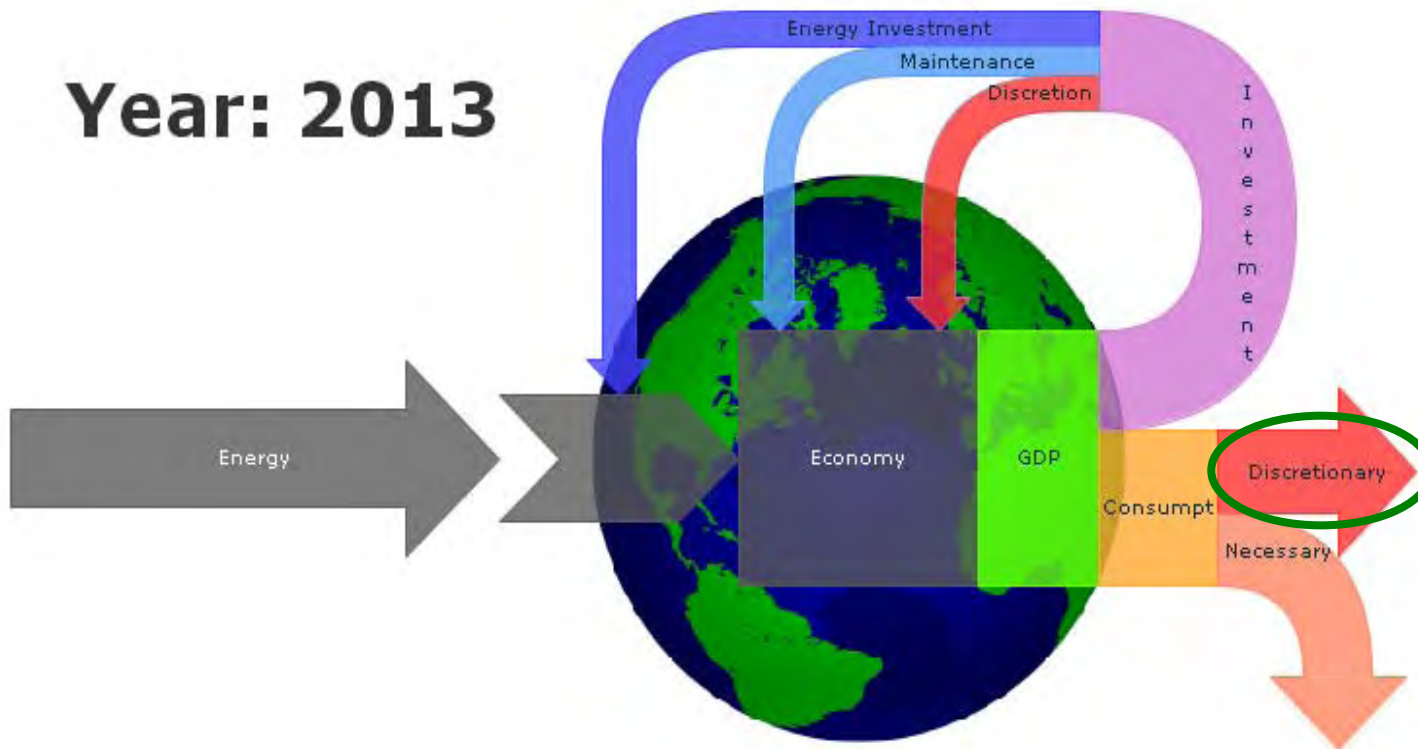 Energy Investment
Maintenance
Discretion
Year: 2013
Investment
Energy
Economy
GDP
Discretionary
Consumpt
Necessary